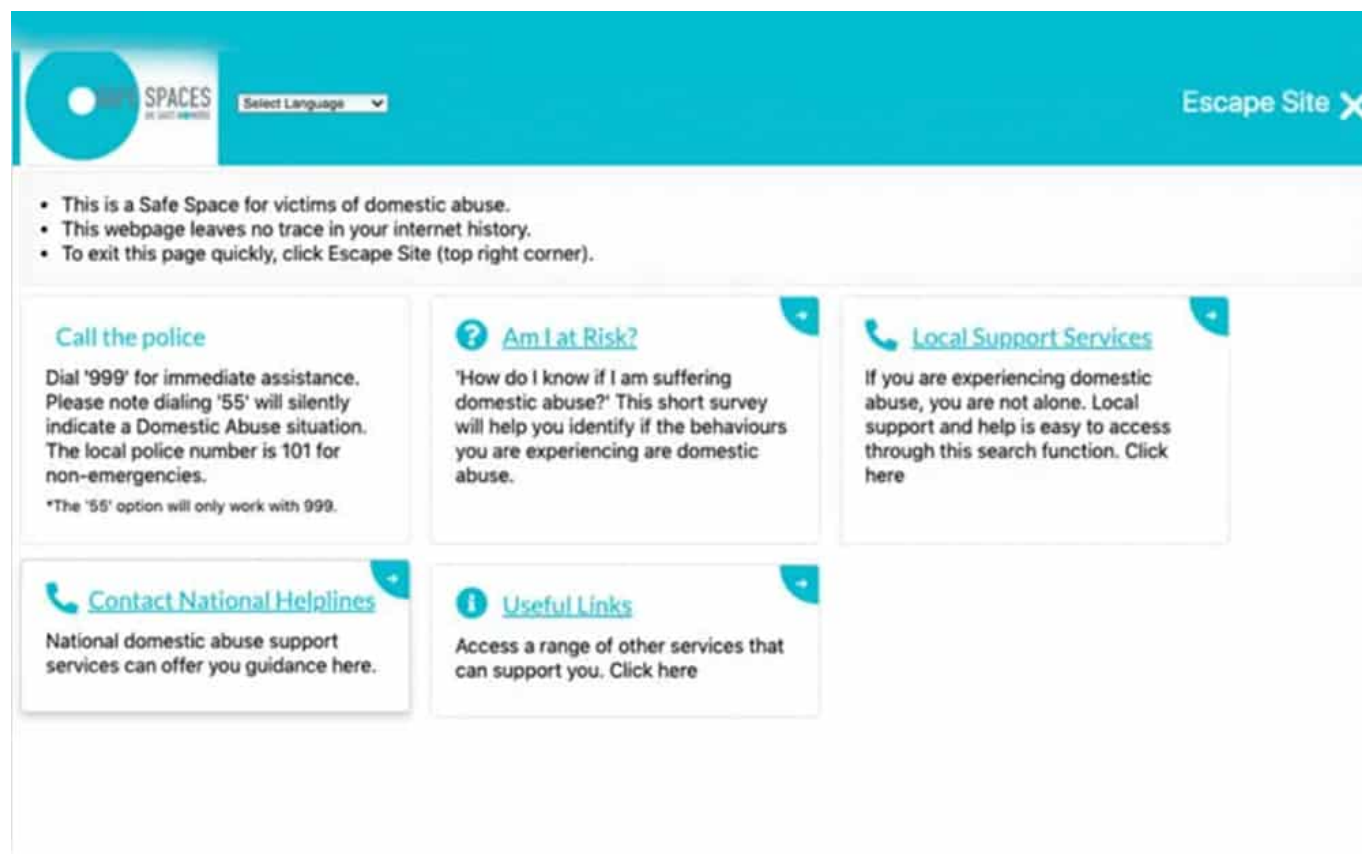 SPACES
Select Language
Escape Site
This is a Safe Space for victims of domestic abuse.
This webpage leaves no trace in your internet history.
To exit this page quickly, click Escape Site (top right corner).
Call the police
Dial '999' for immediate assistance.
Please note dialing '55' will silently
indicate a Domestic Abuse situation.
The local police number is 101 for
non-emergencies.
*The '55' option will only work with 999.
Am I at Risk?
'How do I know if I am suffering
domestic abuse?' This short survey
will help you identify if the behaviours
you are experiencing are domestic
abuse.
Local Support Services
If you are experiencing domestic
abuse, you are not alone. Local
support and help is easy to access
through this search function. Click
here
Contact National Helplines
National domestic abuse support
services can offer you guidance here.
Useful Links
Access a range of other services that
can support you. Click here